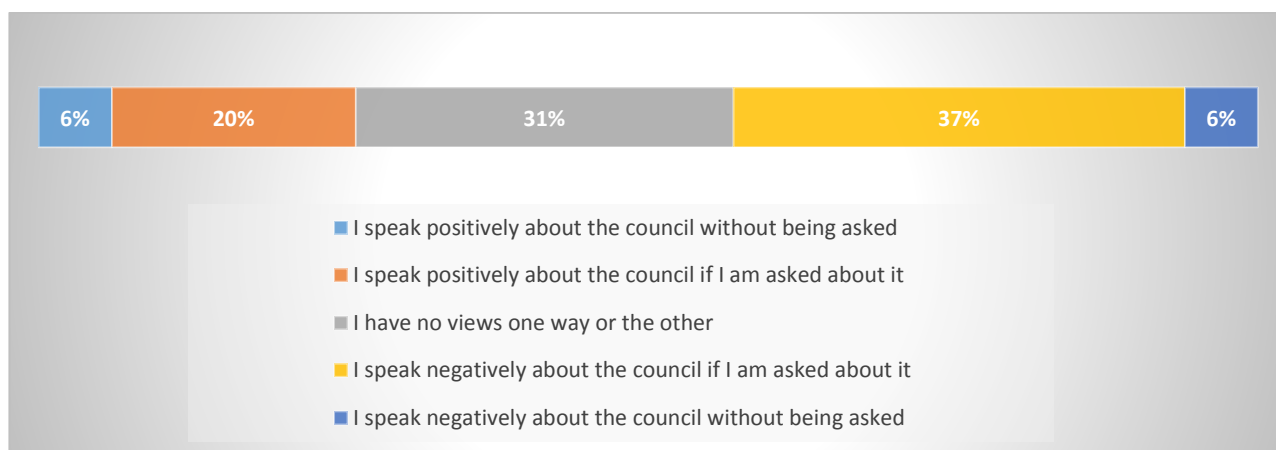 6% 20% 31% 37% 6%
I speak positively about the council without being asked
I speak positively about the council if I am asked about it
I have no views one way or the other
I speak negatively about the council if I am asked about it
I speak negatively about the council without being asked